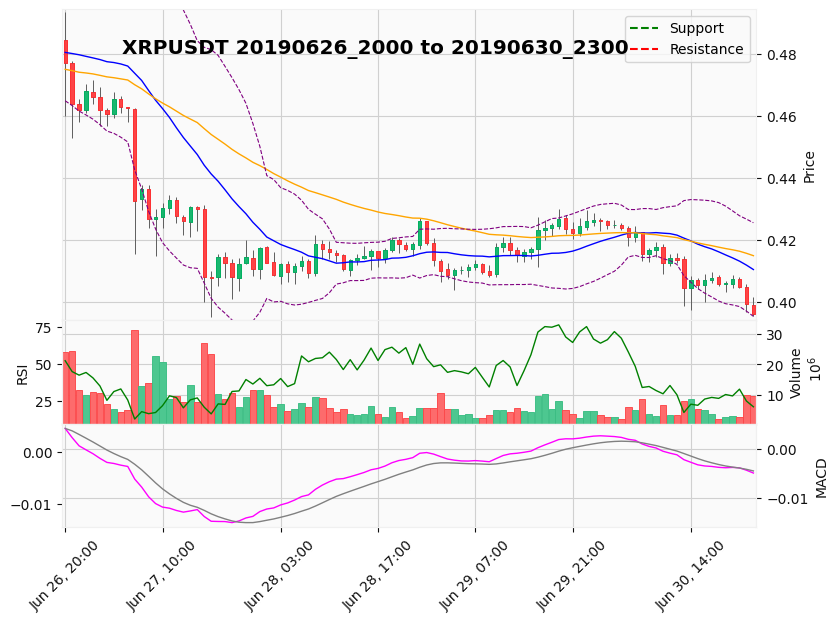 XRPUSDT 20190626_2000 to 20190630_2300
Support
Resistance
0.48
0.46
0.44
0.42
0.40
Price
75
50
25
RSI
30
20
10
Volume
10^6
0.00
−0.01
0.00
−0.01
MACD
Jun 26, 20:00
Jun 27, 10:00
Jun 28, 03:00
Jun 28, 17:00
Jun 29, 07:00
Jun 29, 21:00
Jun 30, 14:00